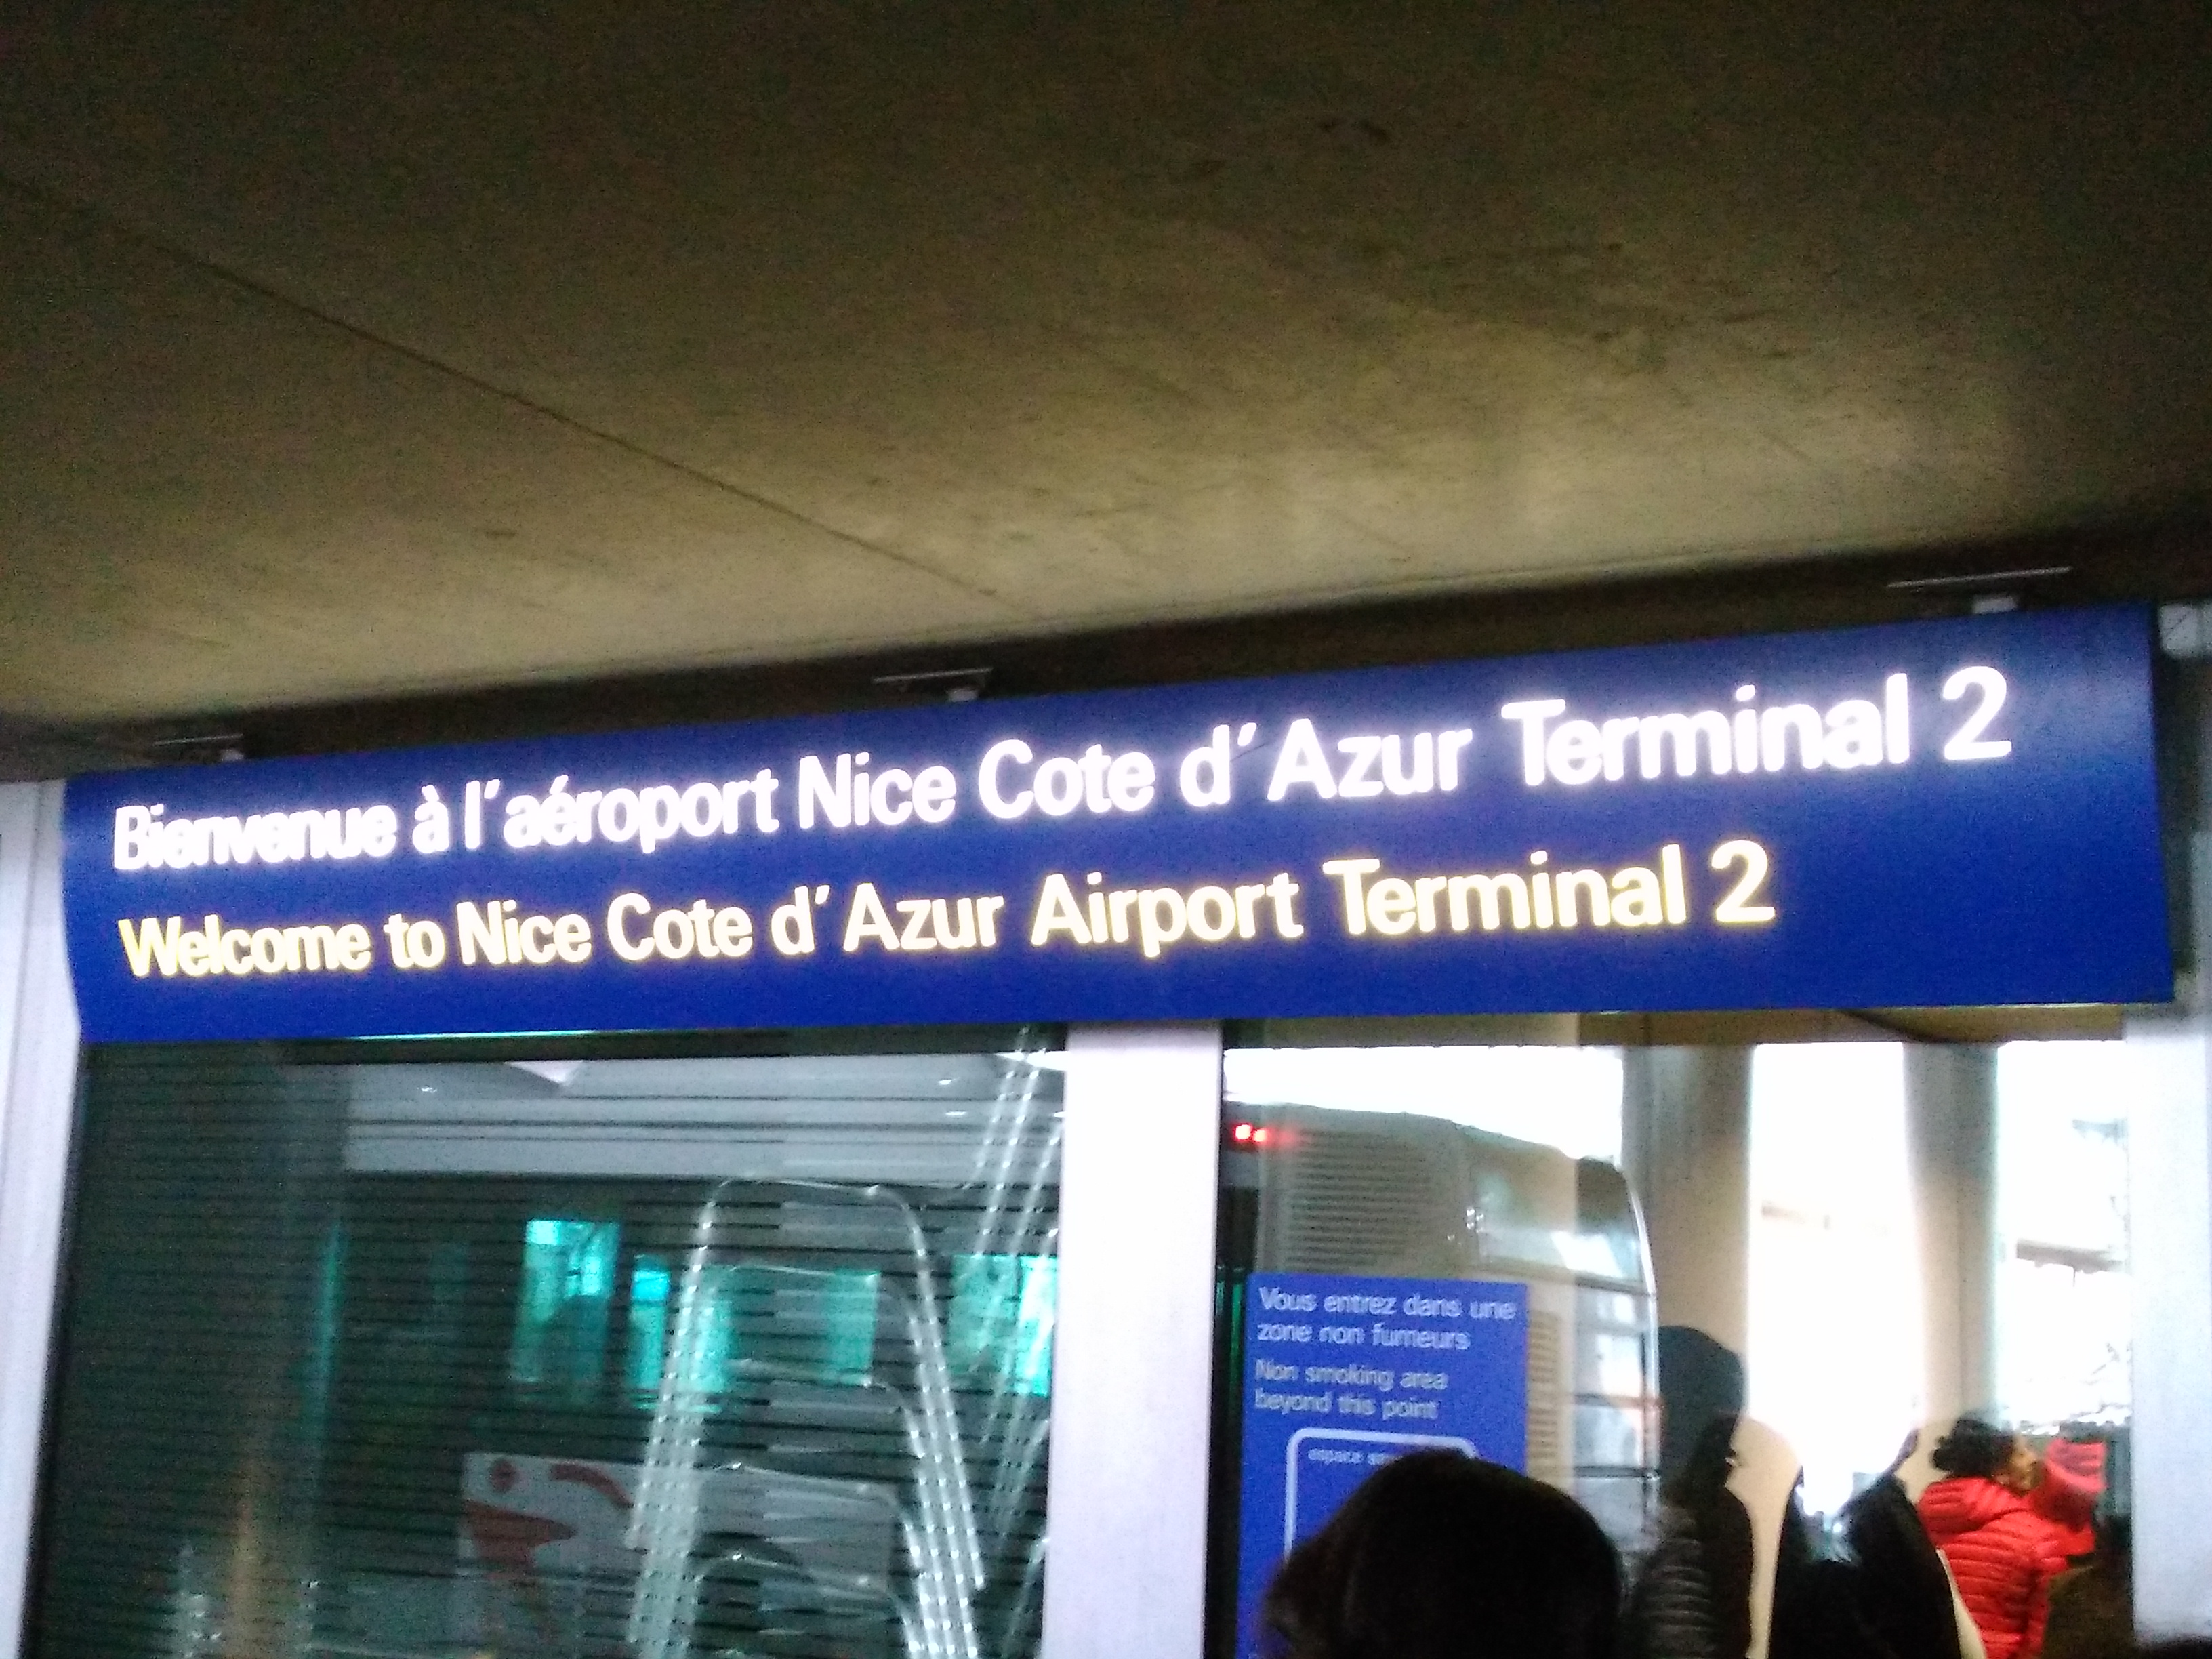 Bienvenue à l´aéroport Nice Cote d´Azur Terminal 2
Welcome to Nice Cote d´Azur Airport Terminal 2
Vous entrez dans une
zone non fumeurs
Non smoking area
beyond this point
espace